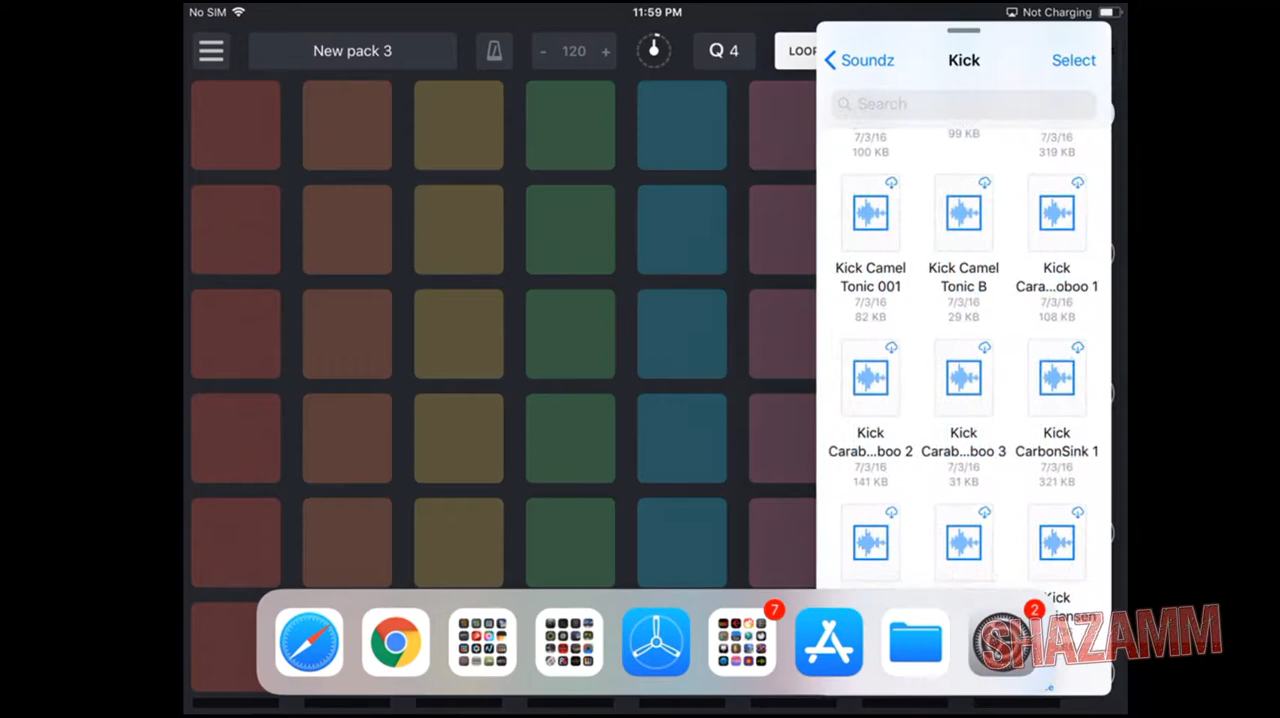 No SIM
11:59 PM
Not Charging
New pack 3
- 120 +
Q 4
LOOP
Soundz
Kick
Select
Search
7/3/16
100 KB
99 KB
7/3/16
319 KB
Kick Camel
Tonic 001
7/3/16
82 KB
Kick Camel
Tonic B
7/3/16
29 KB
Kick
Cara...oboo 1
7/3/16
108 KB
Kick
Carab...boo 2
7/3/16
141 KB
Kick
Carab...boo 3
7/3/16
31 KB
Kick
CarbonSink 1
7/3/16
321 KB
Kick
iansen
7
2
SHAZAMM